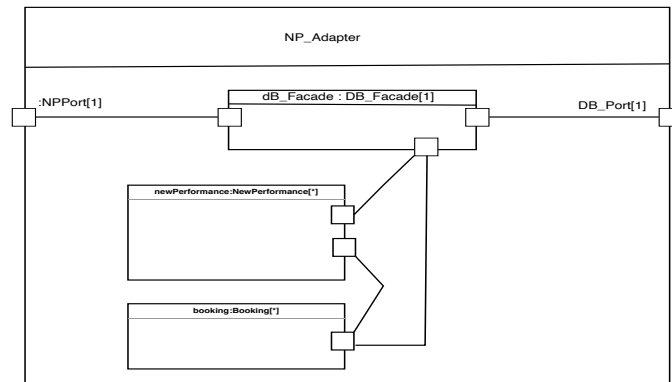 NP_Adapter
:NPPort[1]
dB_Facade : DB_Facade[1]
DB_Port[1]
newPerformance:NewPerformance[*]
booking:Booking[*]